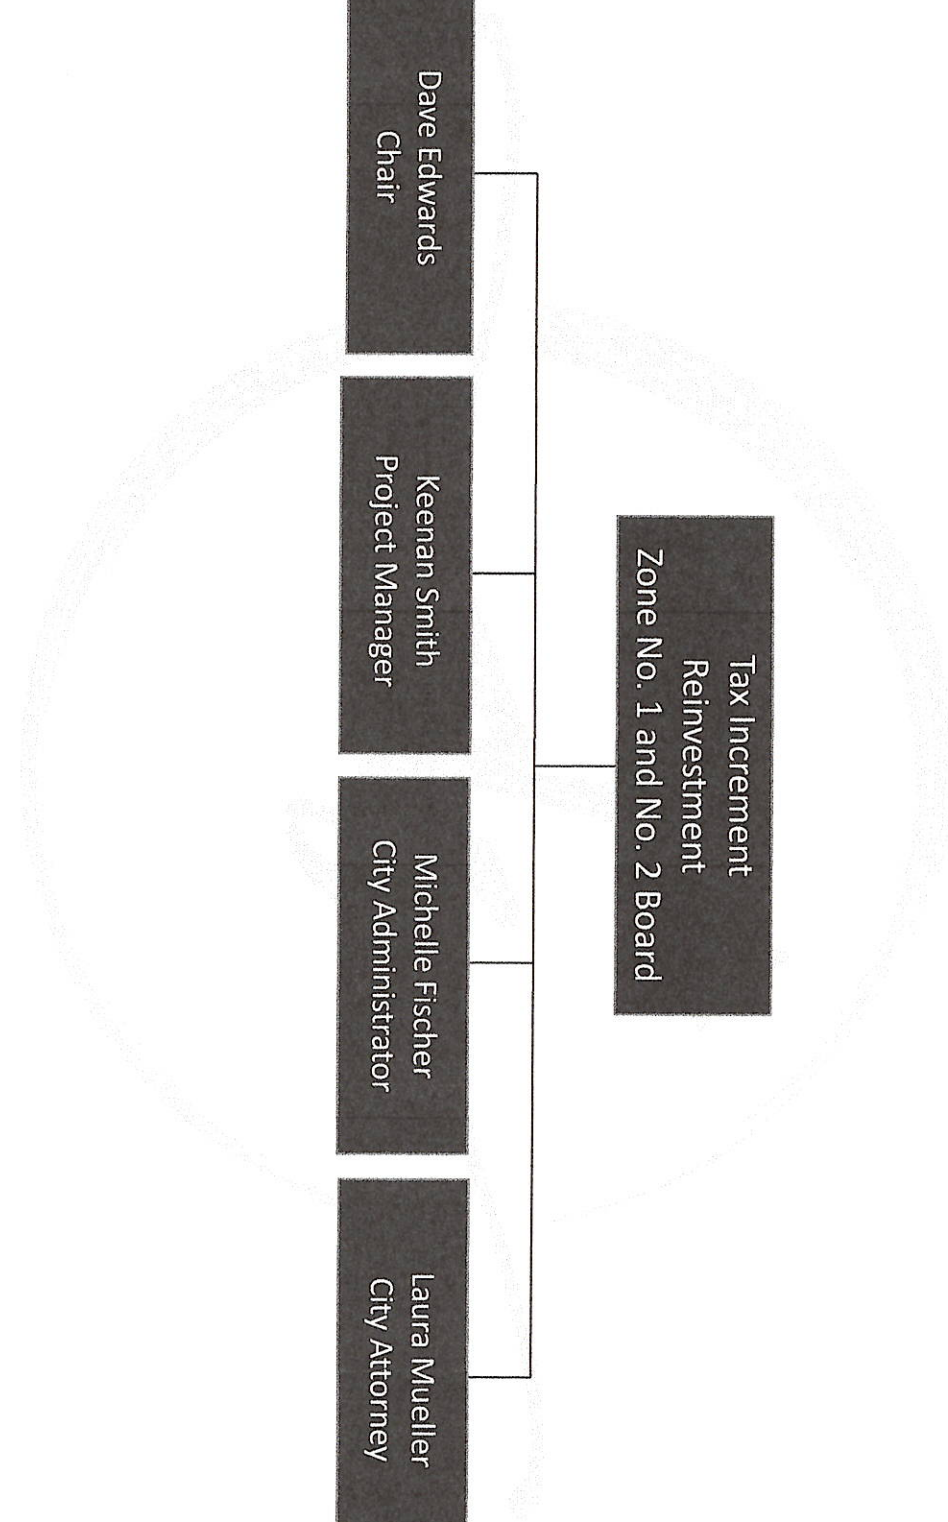 Tax Increment
Reinvestment
Zone No. 1 and No. 2 Board
Dave Edwards
Chair
Keenan Smith
Project Manager
Michelle Fischer
City Administrator
Laura Mueller
City Attorney